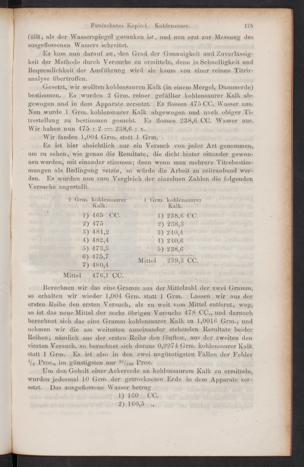 Fünfzehntes Kapitel. Kohlensäure. 175
fällt, als der Wasserspiegel gesunken ist, und nun erst zur Messung des
ausgeflossenen Wassers schreitet.
Es kam nun darauf an, den Grad der Genauigkeit und Zuverlässig-
keit der Methode durch Versuche zu ermitteln, denn in Schnelligkeit und
Bequemlichkeit der Ausführung wird sie kaum von einer reinen Titrir-
analyse übertroffen.
Gesetzt, wir wollten kohlensauren Kalk (in einem Mergel, Dammerde)
bestimmen. Es wurden 2 Grm. reiner gefällter kohlensaurer Kalk ab-
gewogen und in dem Apparate zersetzt. Es flossen 475 CC. Wasser aus.
Nun wurde 1 Grm. kohlensaurer Kalk abgewogen und nach obiger Ti-
trestellung zu bestimmen gesucht. Es flossen 238,6 CC. Wasser aus.
Wir haben nun 475 : 2 = 238,6 : x.
Wir fanden 1,004 Grm. statt 1 Grm.
Es ist hier absichtlich nur ein Versuch von jeder Art genommen,
um zu sehen, wie genau die Resultate, die dicht hinter einander gewon-
nen werden, mit einander stimmen; denn wenn man mehrere Titrebestim-
mungen als Bedingung setzte, so würde die Arbeit zu zeitraubend wer-
den. Es wurden nun zum Vergleich der einzelnen Zahlen die folgenden
Versuche angestellt.
2 Grm. kohlensaurer Kalk.
1) 465 CC.
2) 475
3) 481,2
4) 482,4
5) 473,5
6) 475,7
7) 480,4
Mittel 476,1 CC.
1 Grm. kohlensaurer Kalk.
1) 238,6 CC.
2) 238,3
3) 240,4
4) 240,6
5) 238,6
Mittel 239,3 CC.
Berechnen wir das eine Gramm aus der Mittelzahl der zwei Gramm,
so erhalten wir wieder 1,004 Grm. statt 1 Grm. Lassen wir aus der
ersten Reihe den ersten Versuch, als zu weit vom Mittel entfernt, weg,
so ist das neue Mittel der sechs übrigen Versuche 478 CC., und darnach
berechnet sich das eine Gramm kohlensaurer Kalk zu 1,0016 Grm.; und
nehmen wir die am weitesten auseinander stehenden Resultate beider
Reihen, nämlich aus der ersten Reihe den fünften, aus der zweiten den
vierten Versuch, so berechnet sich daraus Grm. kohlensaurer Kalk
statt 1 Grm. Es ist also in den zwei ungünstigsten Fällen der Fehler
Proc., im günstigsten nur Proc.
Um den Gehalt einer Ackererde an kohlensaurem Kalk zu ermitteln,
wurden jedesmal 10 Grm. der getrockneten Erde in dem Apparate zer-
setzt. Das ausgeflossene Wasser betrug
1) 160 CC.
2) 160,5 „